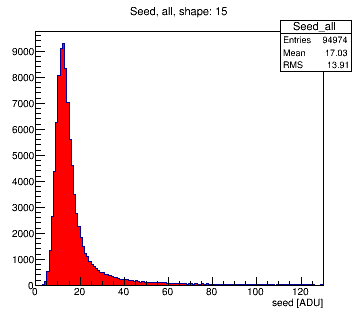 Seed, all, shape: 15
Seed_all
Entries 94974
Mean 17.03
RMS 13.91
9000
8000
7000
6000
5000
4000
3000
2000
1000
0
0 20 40 60 80 100 120
seed [ADU]